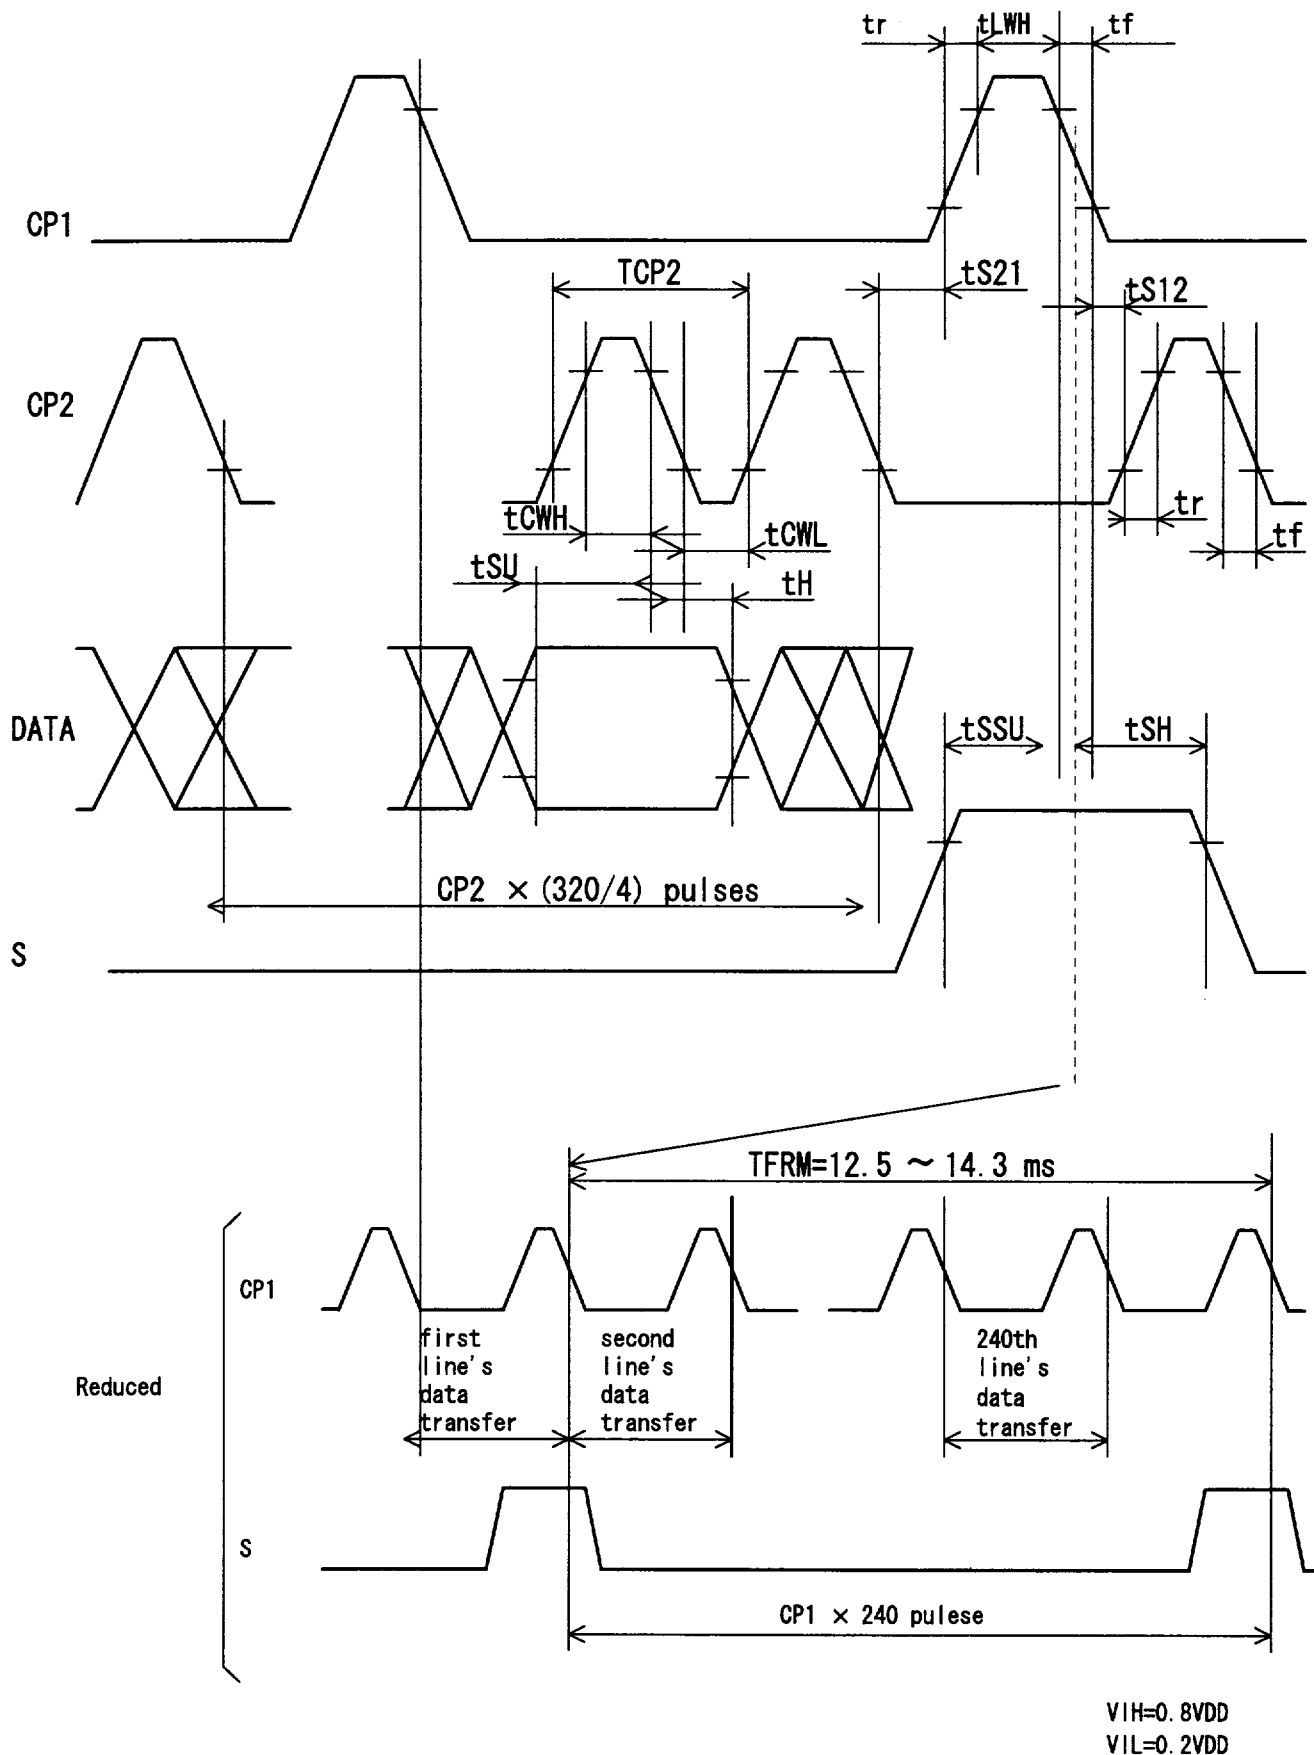 tr tLWH tf
CP1
TCP2 tS21
tS12
CP2
tr
tCWH tCWL tf
tSU tH
DATA tSSU tSH
CP2 × (320/4) pulses
S
TFRM=12.5 ~ 14.3 ms
CP1
first
line's
data
transfer
second
line's
data
transfer
240th
line's
data
transfer
Reduced
S
CP1 × 240 pulese
VIH=0.8VDD
VIL=0.2VDD